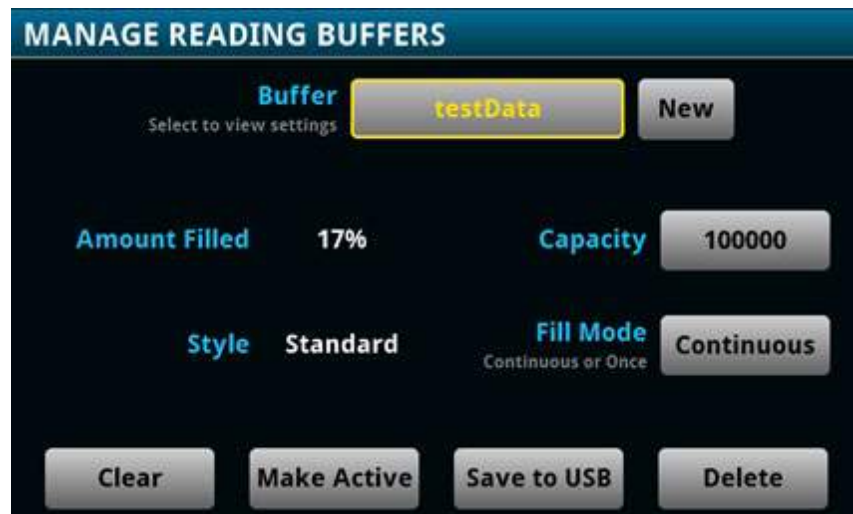 MANAGE READING BUFFERS
Buffer
Select to view settings
testData
New
Amount Filled
17%
Capacity
100000
Style
Standard
Fill Mode
Continuous or Once
Continuous
Clear
Make Active
Save to USB
Delete